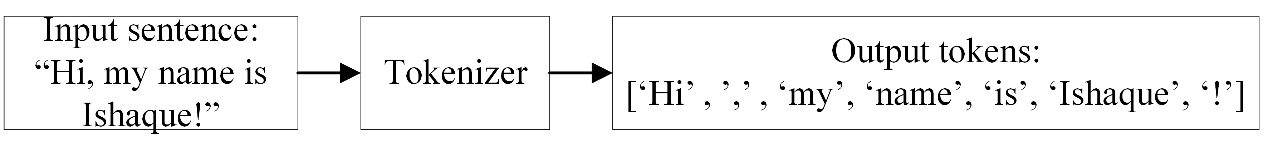 Input sentence:
“Hi, my name is
Ishaque!”
Tokenizer
Output tokens:
[‘Hi’ , ’,’ , ‘my’, ‘name’, ‘is’, ‘Ishaque’, ‘!’]